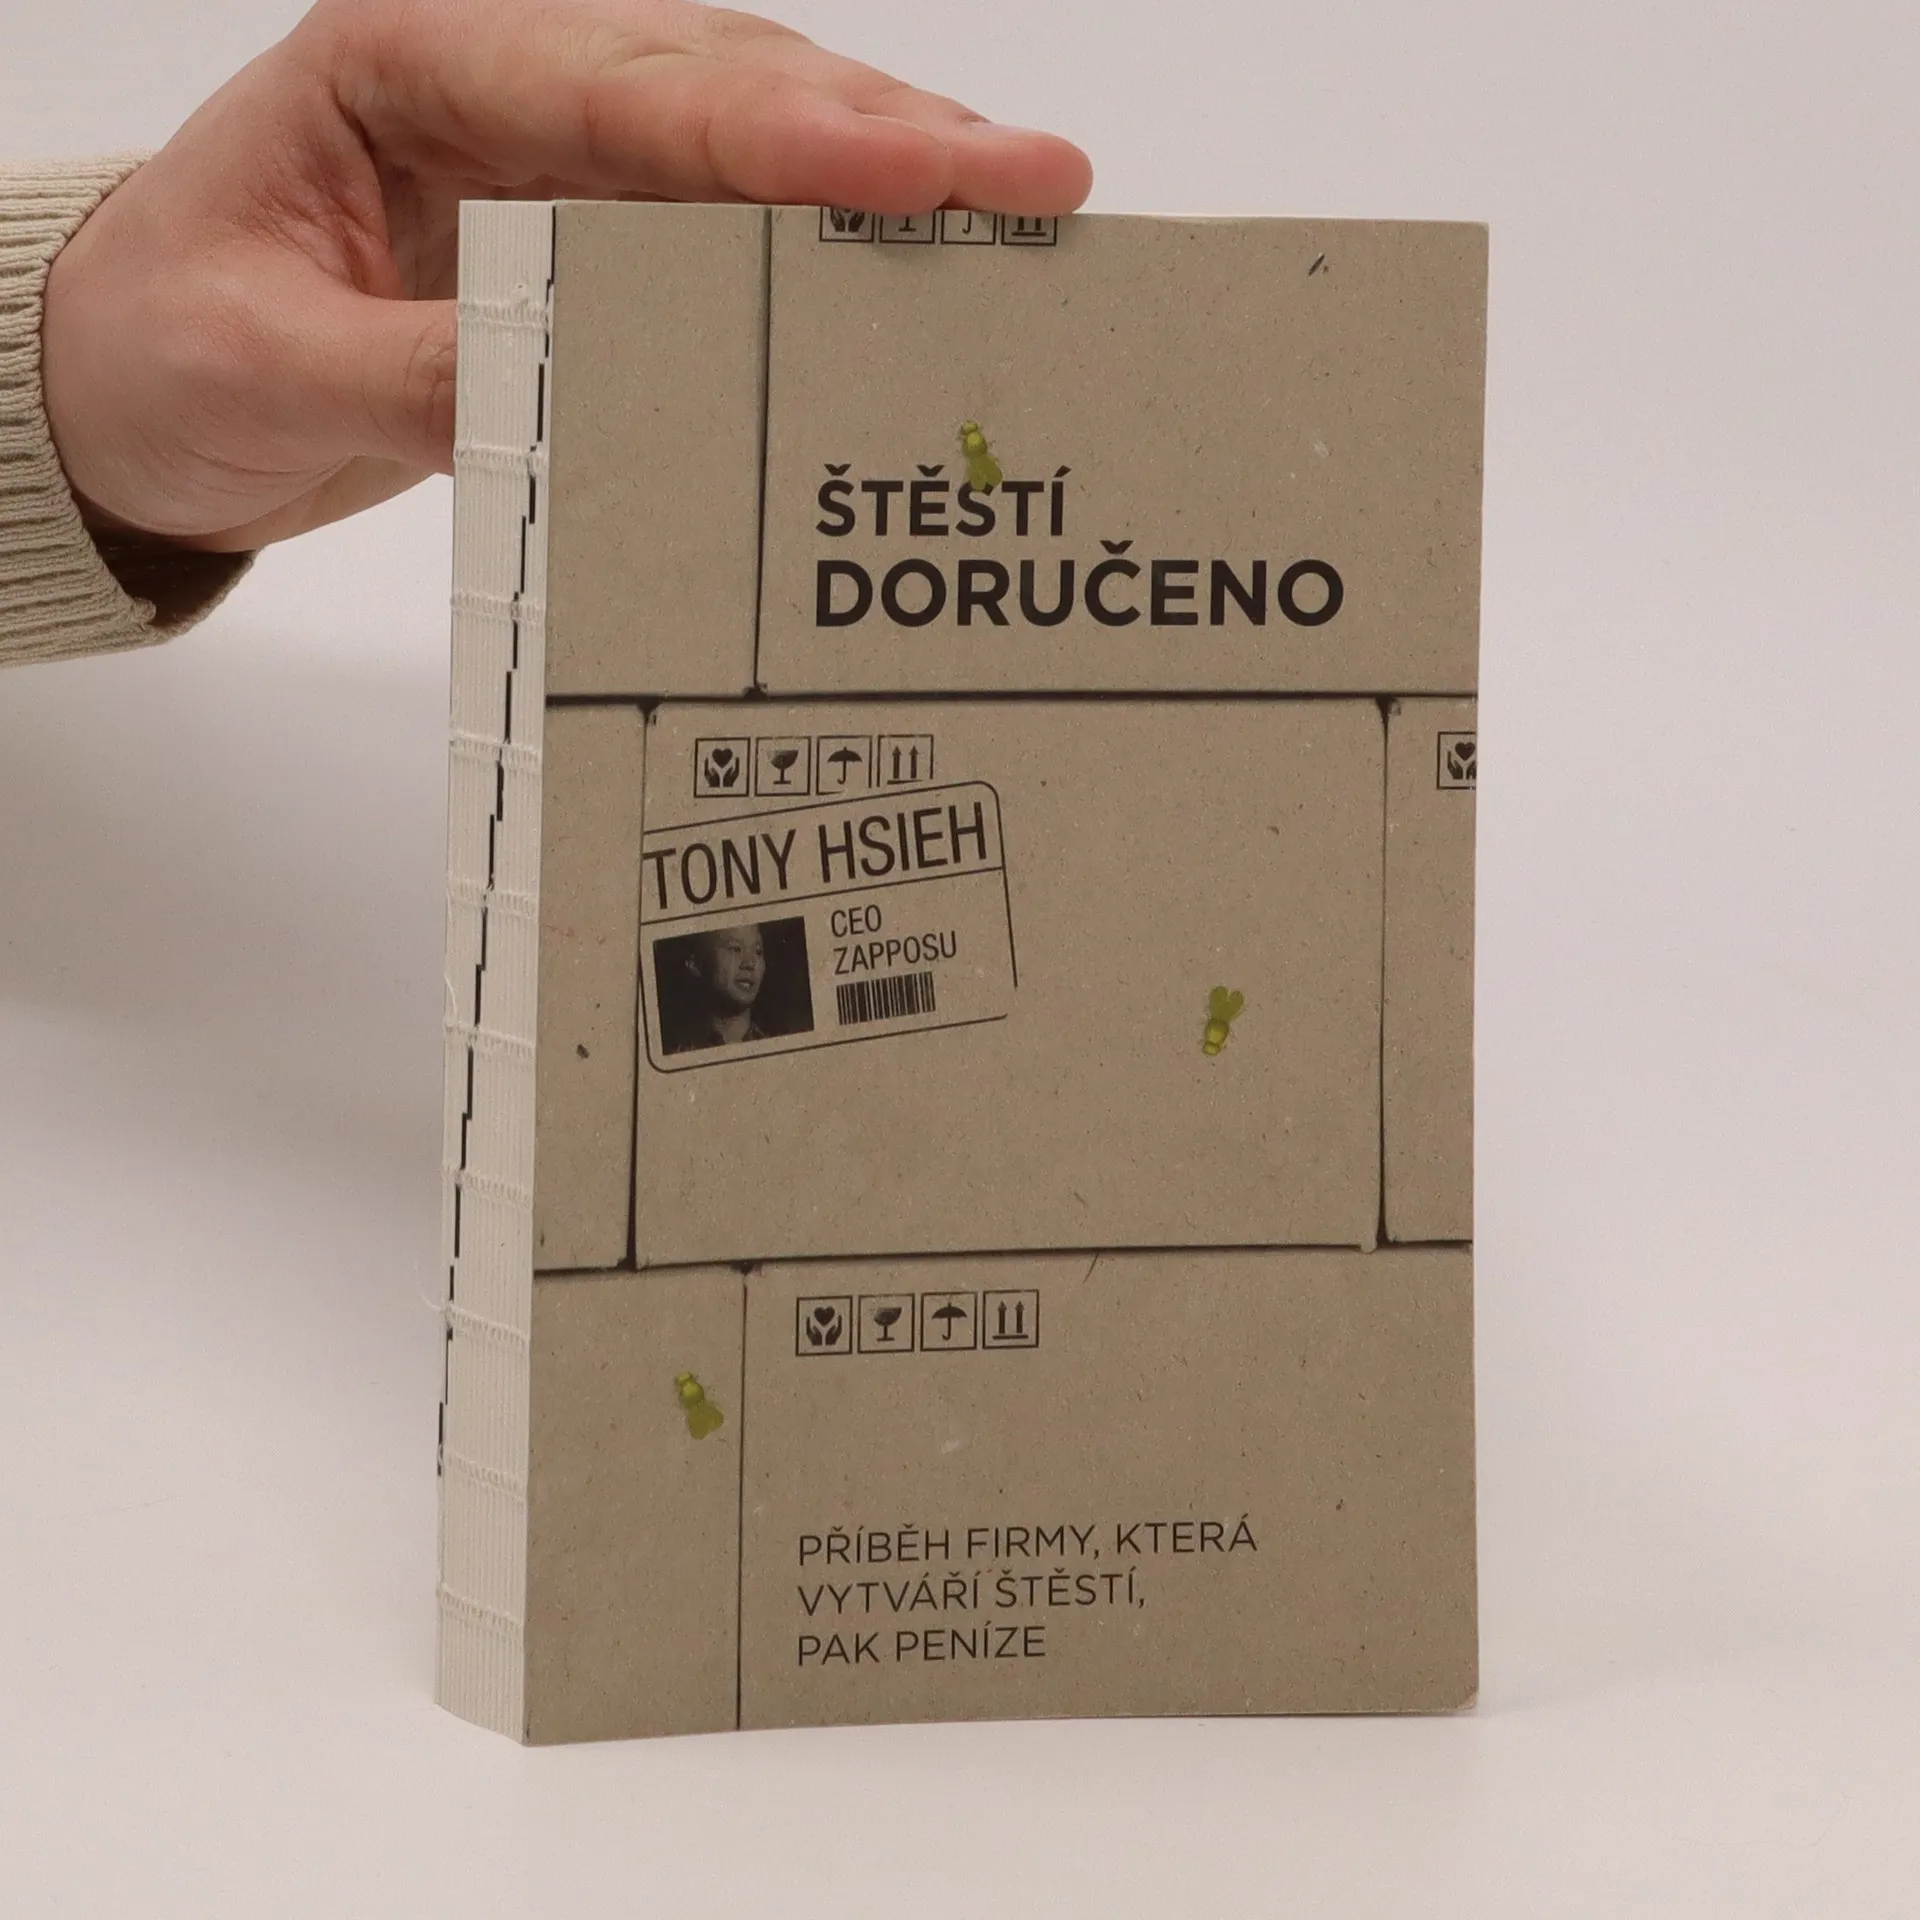 ŠTĚSTÍ
DORUČENO
TONY HSIEH
CEO
ZAPPOSU
PŘÍBĚH FIRMY, KTERÁ
VYTVÁŘÍ ŠTĚSTÍ,
PAK PENÍZE